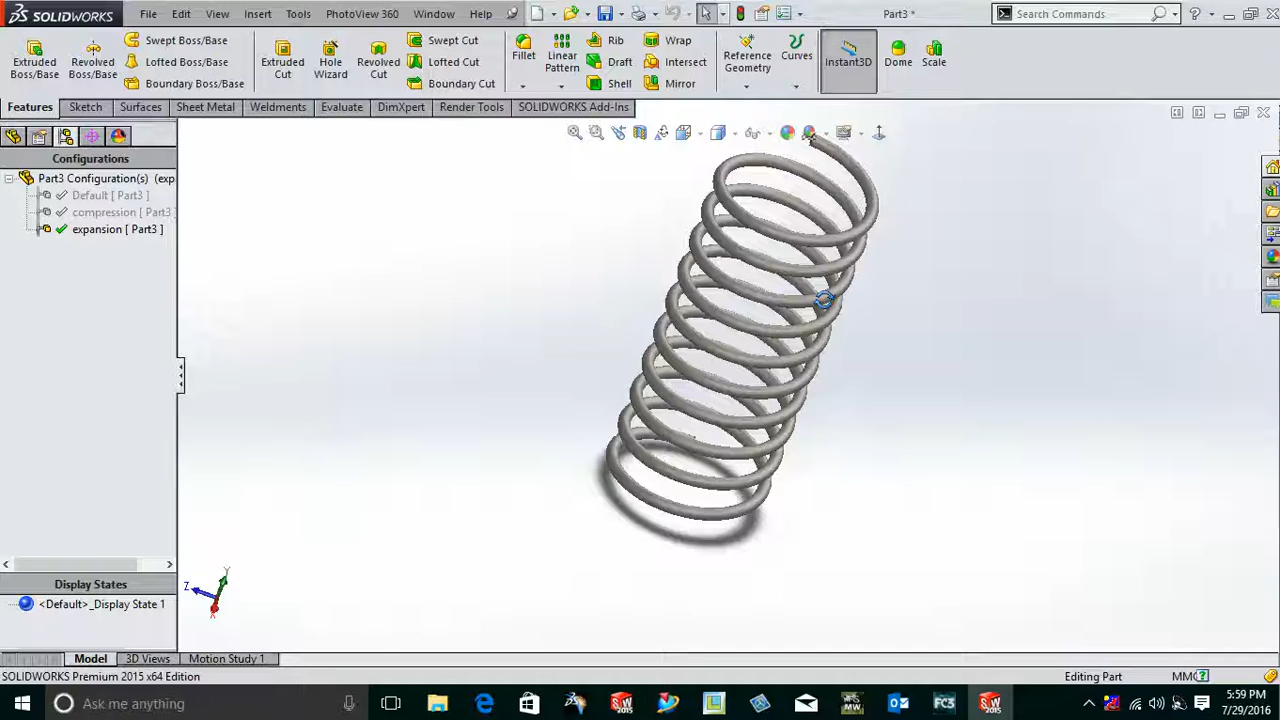 SOLIDWORKS File Edit View Insert Tools PhotoView 360 Window Help Part3 * Search Commands
Extruded Boss/Base
Swept Boss/Base
Lofted Boss/Base
Boundary Boss/Base
Extruded Cut
Hole Wizard
Revolved Cut
Swept Cut
Lofted Cut
Boundary Cut
Fillet
Linear Pattern
Rib
Draft
Shell
Wrap
Intersect
Mirror
Reference Geometry
Curves
Instant3D
Dome
Scale
Features Sketch Surfaces Sheet Metal Weldments Evaluate DimXpert Render Tools SOLIDWORKS Add-Ins
Configurations
Part3 Configuration(s) (exp
Default [ Part3 ]
compression [ Part3
expansion [ Part3 ]
Y
Z
X
Display States
<Default>_Display State 1
Model 3D Views Motion Study 1
SOLIDWORKS Premium 2015 x64 Edition Editing Part
Ask me anything
5:59 PM
7/29/2016